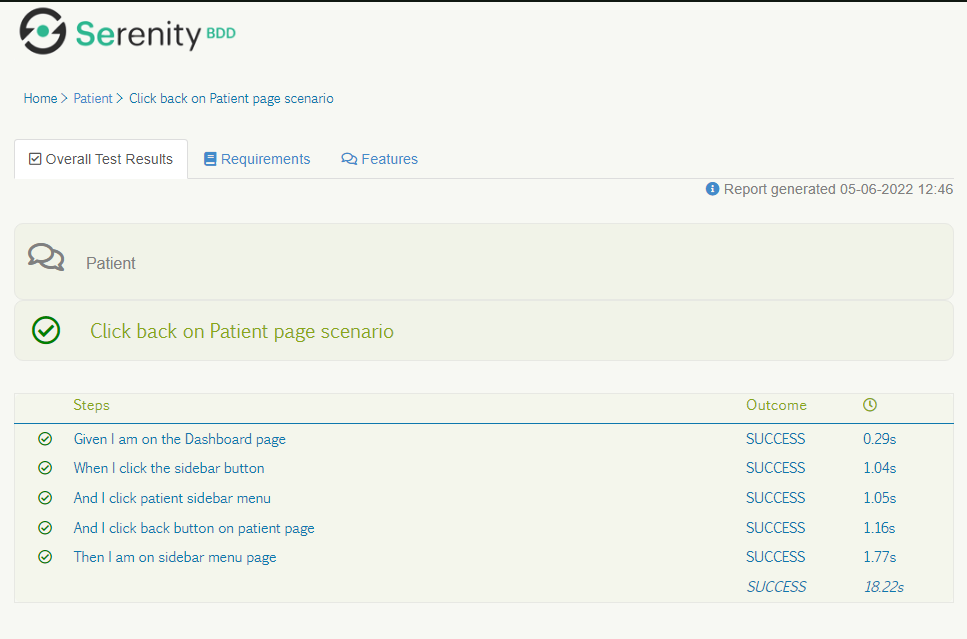 Serenity BDD
Home > Patient > Click back on Patient page scenario
Overall Test Results Requirements Features
Report generated 05-06-2022 12:46
Patient
Click back on Patient page scenario
Steps Outcome
Given I am on the Dashboard page SUCCESS 0.29s
When I click the sidebar button SUCCESS 1.04s
And I click patient sidebar menu SUCCESS 1.05s
And I click back button on patient page SUCCESS 1.16s
Then I am on sidebar menu page SUCCESS 1.77s
SUCCESS 18.22s